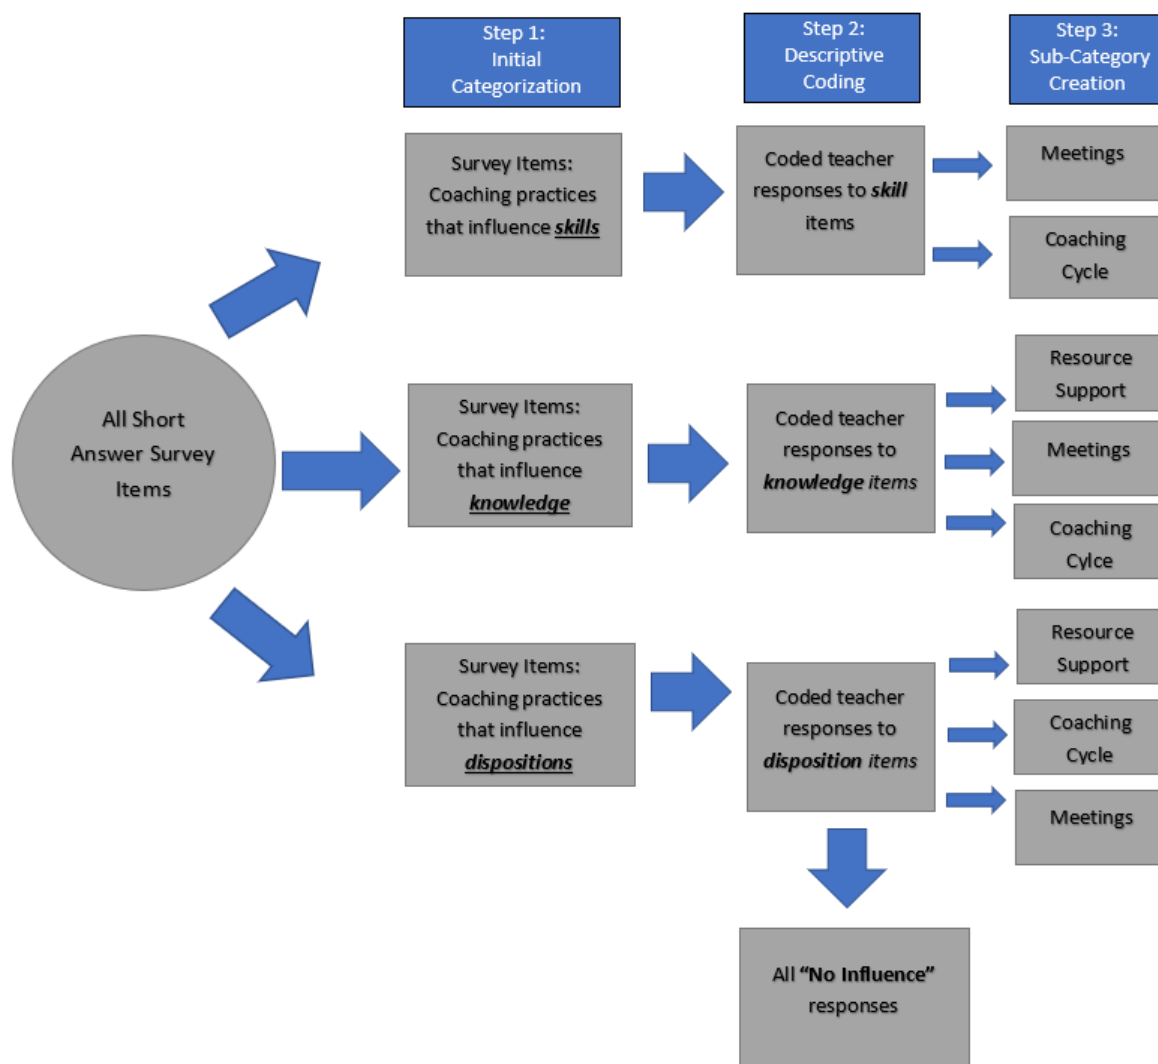 Step 1:
Initial
Categorization
Step 2:
Descriptive
Coding
Step 3:
Sub-Category
Creation
Survey Items:
Coaching practices
that influence skills
Coded teacher
responses to skill
items
Meetings
Coaching
Cycle
All Short
Answer Survey
Items
Survey Items:
Coaching practices
that influence
knowledge
Coded teacher
responses to
knowledge items
Resource
Support
Meetings
Coaching
Cylce
Survey Items:
Coaching practices
that influence
dispositions
Coded teacher
responses to
disposition items
Resource
Support
Coaching
Cycle
Meetings
All “No Influence”
responses